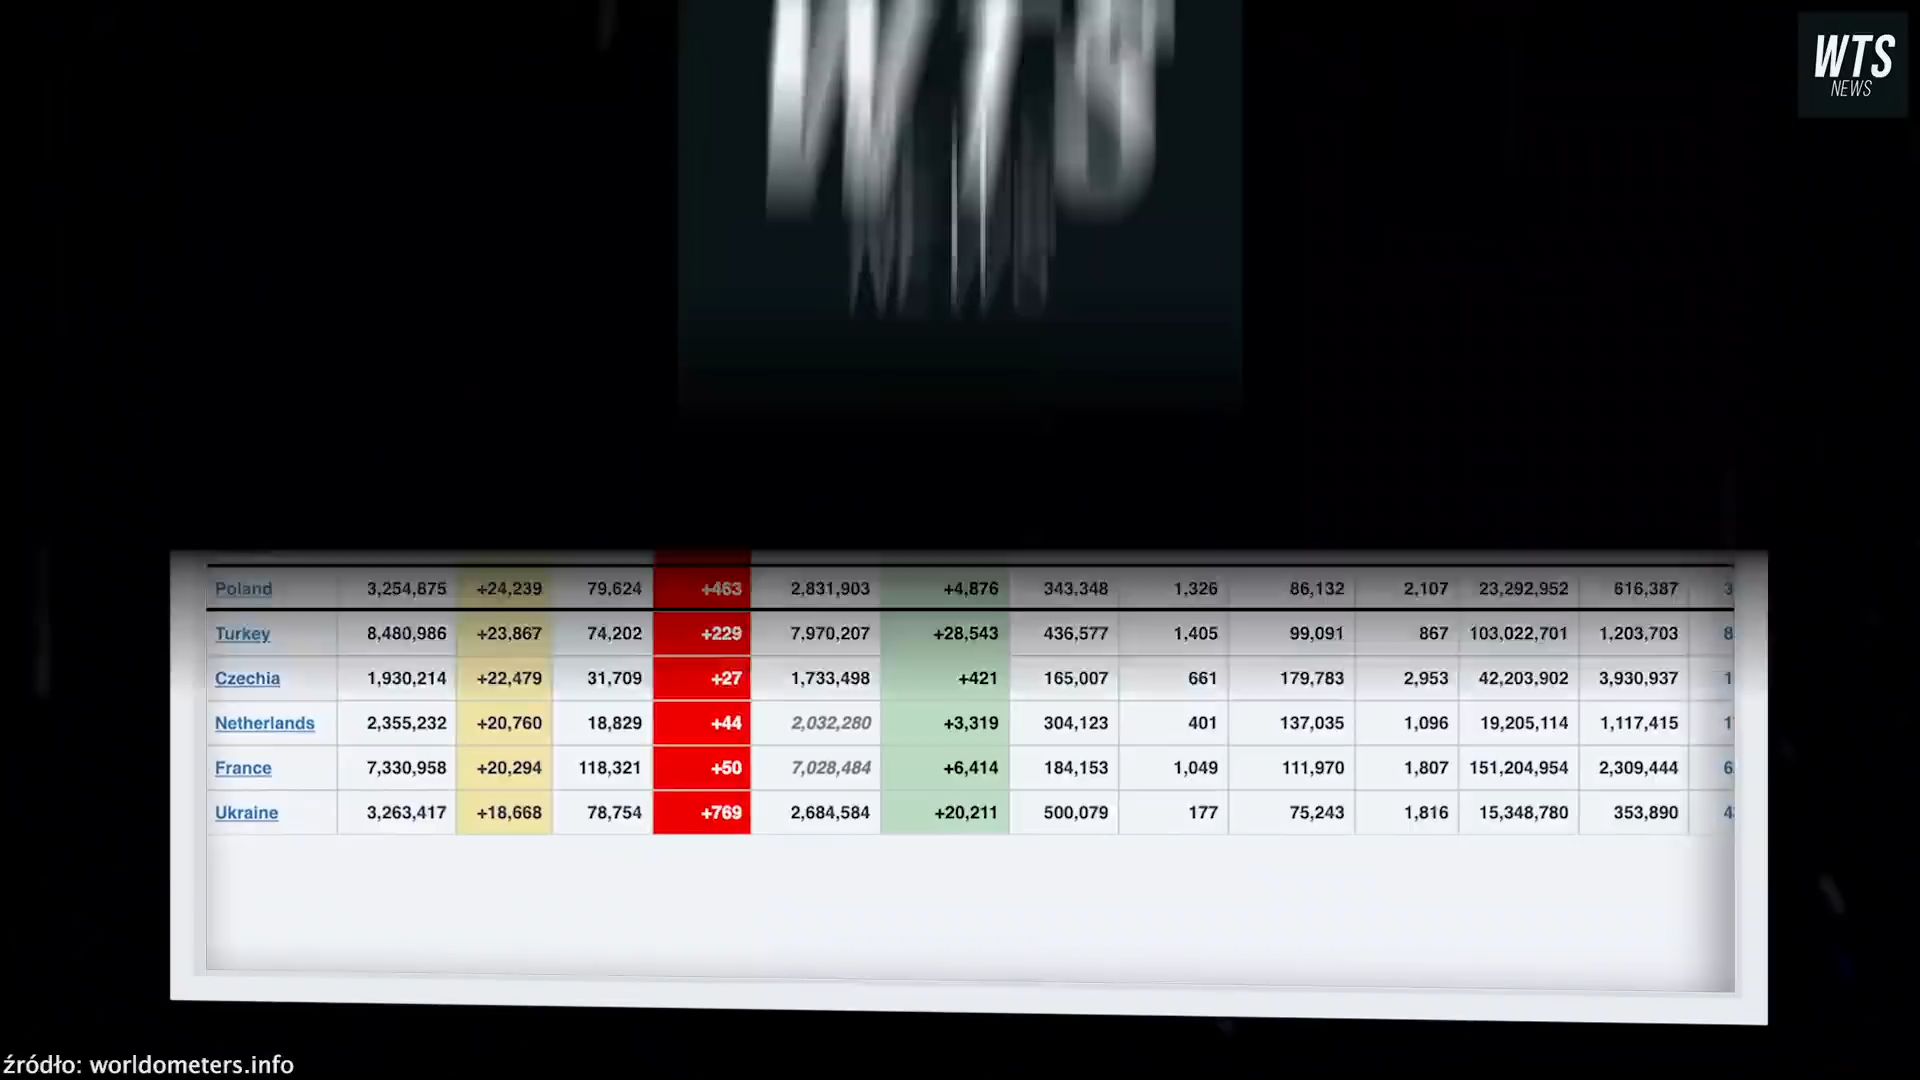 WTS
WTS
NEWS
Poland 3,254,875 +24,239 79,624 +463 2,831,903 +4,876 343,348 1,326 86,132 2,107 23,292,952 616,387
Turkey 8,480,986 +23,867 74,202 +229 7,970,207 +28,543 436,577 1,405 99,091 867 103,022,701 1,203,703
Czechia 1,930,214 +22,479 31,709 +27 1,733,498 +421 165,007 661 179,783 2,953 42,203,902 3,930,937
Netherlands 2,355,232 +20,760 18,829 +44 2,032,280 +3,319 304,123 401 137,035 1,096 19,205,114 1,117,415
France 7,330,958 +20,294 118,321 +50 7,028,484 +6,414 184,153 1,049 111,970 1,807 151,204,954 2,309,444
Ukraine 3,263,417 +18,668 78,754 +769 2,684,584 +20,211 500,079 177 75,243 1,816 15,348,780 353,890
źródło: worldometers.info